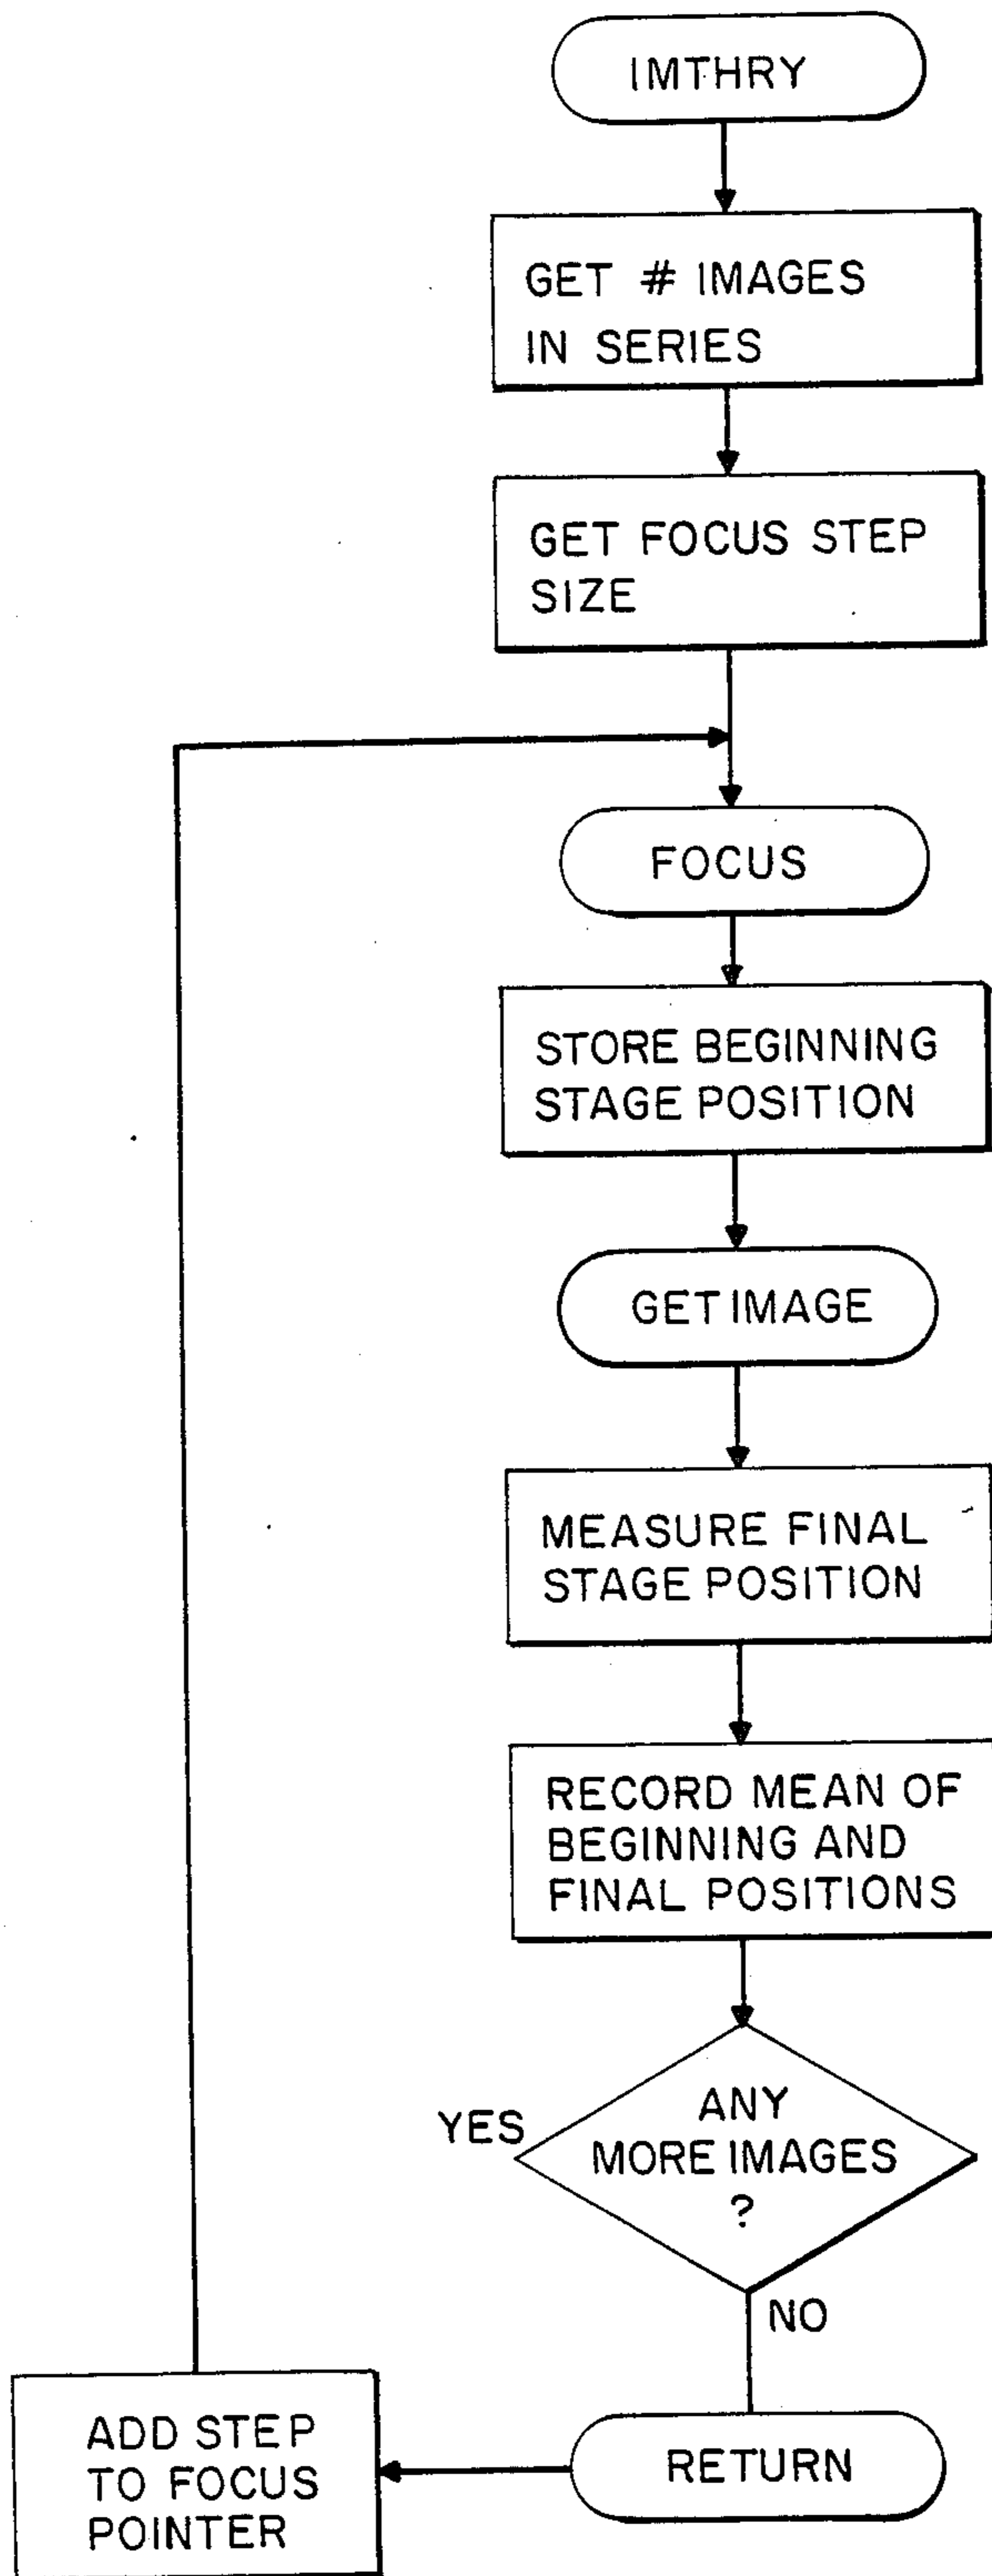 IMTHRY
GET # IMAGES
IN SERIES
GET FOCUS STEP
SIZE
FOCUS
STORE BEGINNING
STAGE POSITION
GET IMAGE
MEASURE FINAL
STAGE POSITION
RECORD MEAN OF
BEGINNING AND
FINAL POSITIONS
YES
ANY
MORE IMAGES
?
NO
ADD STEP
TO FOCUS
POINTER
RETURN